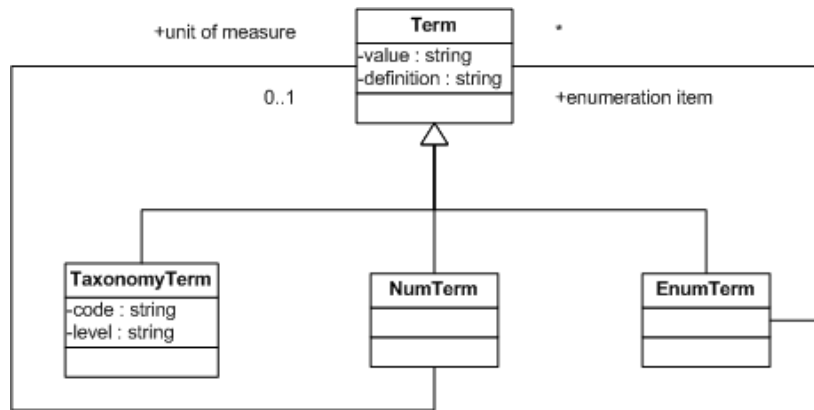 +unit of measure
Term
*
-value : string
-definition : string
0..1
+enumeration item
TaxonomyTerm
-code : string
-level : string
NumTerm
EnumTerm